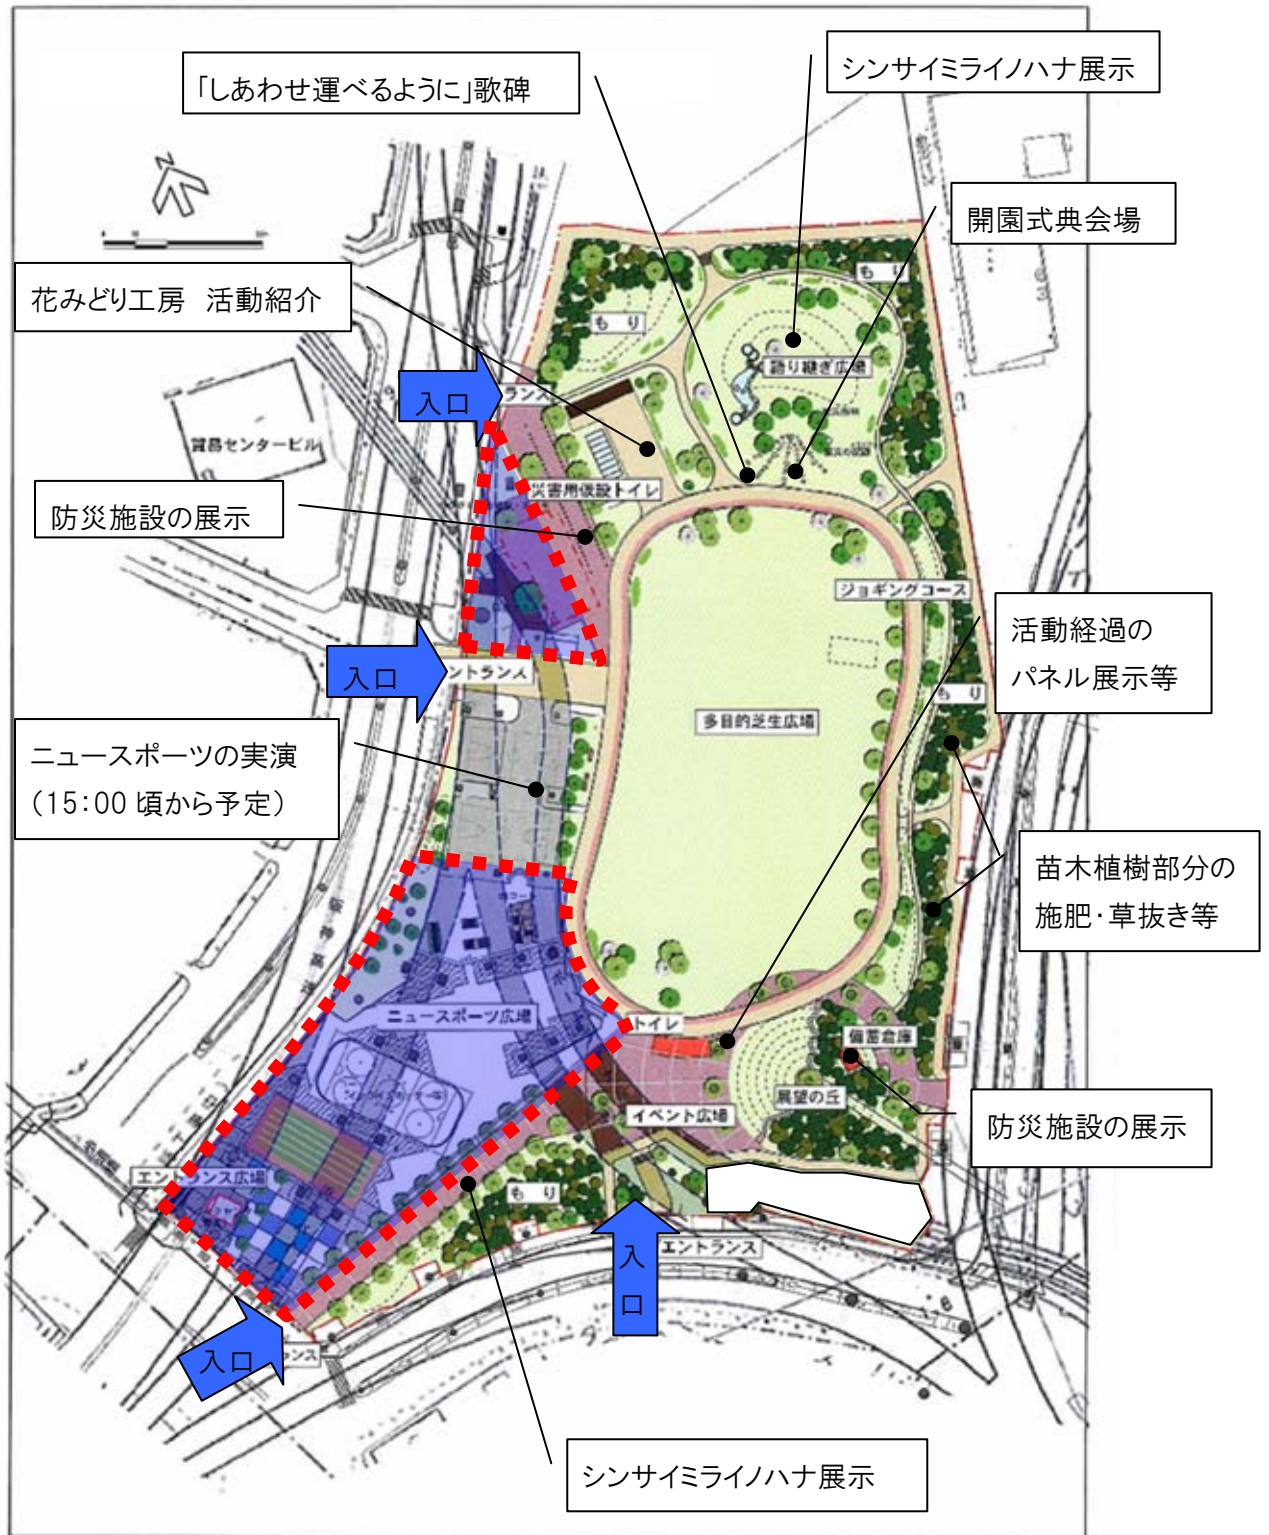 シンサイミライノハナ展示
「しあわせ運べるように」歌碑
開園式典会場
花みどり工房 活動紹介
もり
もり
語り継ぎ広場
入口
ランス
貿易センタービル
災害用仮設トイレ
防災施設の展示
ジョギングコース
活動経過の
パネル展示等
入口
ントランス
もり
多目的芝生広場
ニュースポーツの実演
（15：00 頃から予定）
苗木植樹部分の
施肥・草抜き等
ニュースポーツ広場
トイレ
備蓄倉庫
展望の丘
イベント広場
防災施設の展示
エントランス広場
もり
入
口
エントランス
入口
ンス
シンサイミライノハナ展示